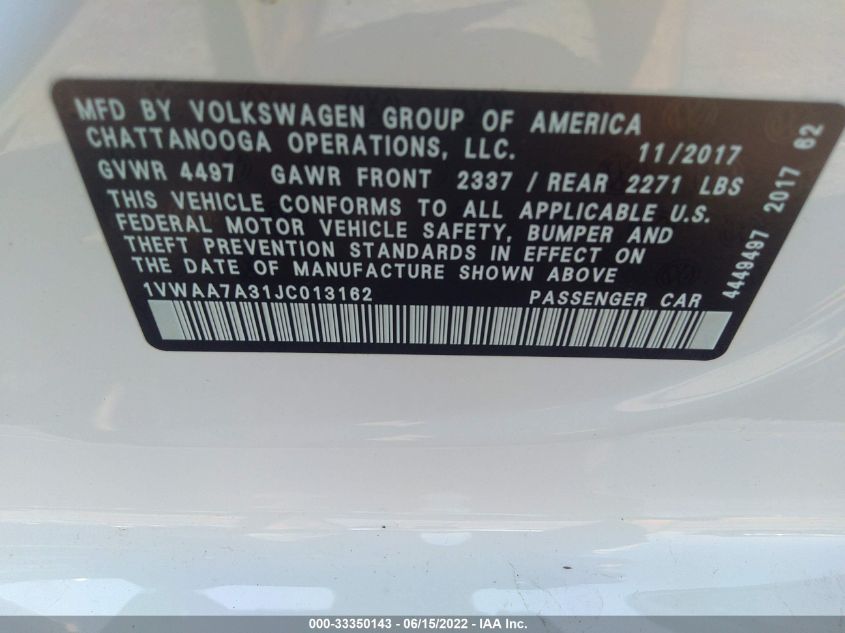 MFD BY VOLKSWAGEN GROUP OF AMERICA
CHATTANOOGA OPERATIONS, LLC. 11/2017
GVWR 4497 GAWR FRONT 2337 / REAR 2271 LBS
THIS VEHICLE CONFORMS TO ALL APPLICABLE U.S.
FEDERAL MOTOR VEHICLE SAFETY, BUMPER AND
THEFT PREVENTION STANDARDS IN EFFECT ON
THE DATE OF MANUFACTURE SHOWN ABOVE
1VWAA7A31JC013162 PASSENGER CAR
4449497 2017 62
000-33350143 - 06/15/2022 - IAA Inc.